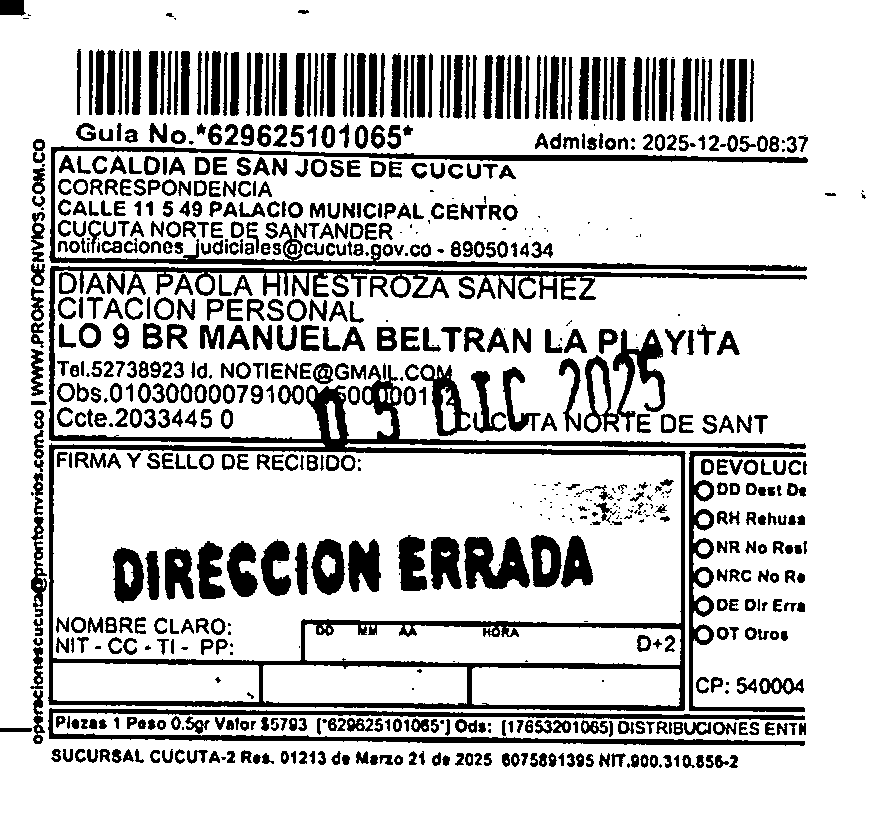 Guia No.*629625101065*
Admision: 2025-12-05-08:37
operacionescucuta@prontoenvios.com.co | WWW.PRONTOENVIOS.COM.CO
ALCALDIA DE SAN JOSE DE CUCUTA
CORRESPONDENCIA
CALLE 11 5 49 PALACIO MUNICIPAL CENTRO
CUCUTA NORTE DE SANTANDER
notificaciones_judiciales@cucuta.gov.co - 890501434
DIANA PAOLA HINESTROZA SANCHEZ
CITACION PERSONAL
LO 9 BR MANUELA BELTRAN LA PLAYITA
Tel.52738923 Id. NOTIENE@GMAIL.COM
Ccte.2033445 0
CUCUTA NORTE DE SANT
05 DIC 2025
FIRMA Y SELLO DE RECIBIDO:
DIRECCION ERRADA
NOMBRE CLARO:
NIT - CC - TI - PP:
DD MM AA HORA
D+2
DEVOLUCI
DD Dest De
RH Rehusa
NR No Resi
NRC No Re
DE Dir Erra
OT Otros
CP: 540004
Piezas 1 Peso 0.5gr Valor $5793 [*629625101065*] Ods: [17653201065] DISTRIBUCIONES ENTR
SUCURSAL CUCUTA-2 Res. 01213 de Marzo 21 de 2025 6075891395 NIT.900.310.856-2